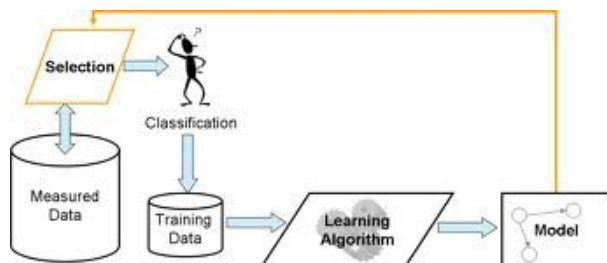 ?
Selection
Classification
Measured
Data
Training
Data
Learning
Algorithm
Model